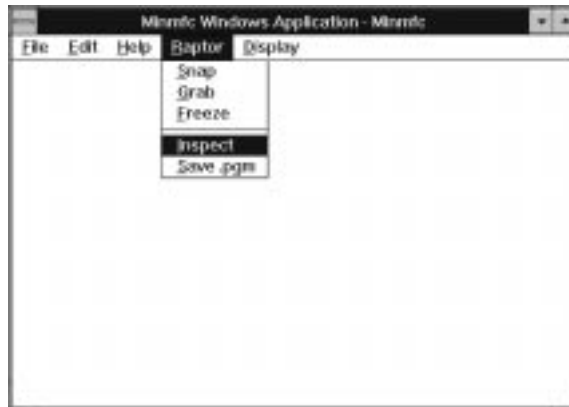 Minmfc Windows Application - Minmfc
File Edit Help Raptor Display
Snap
Grab
Freeze
Inspect
Save .pgm